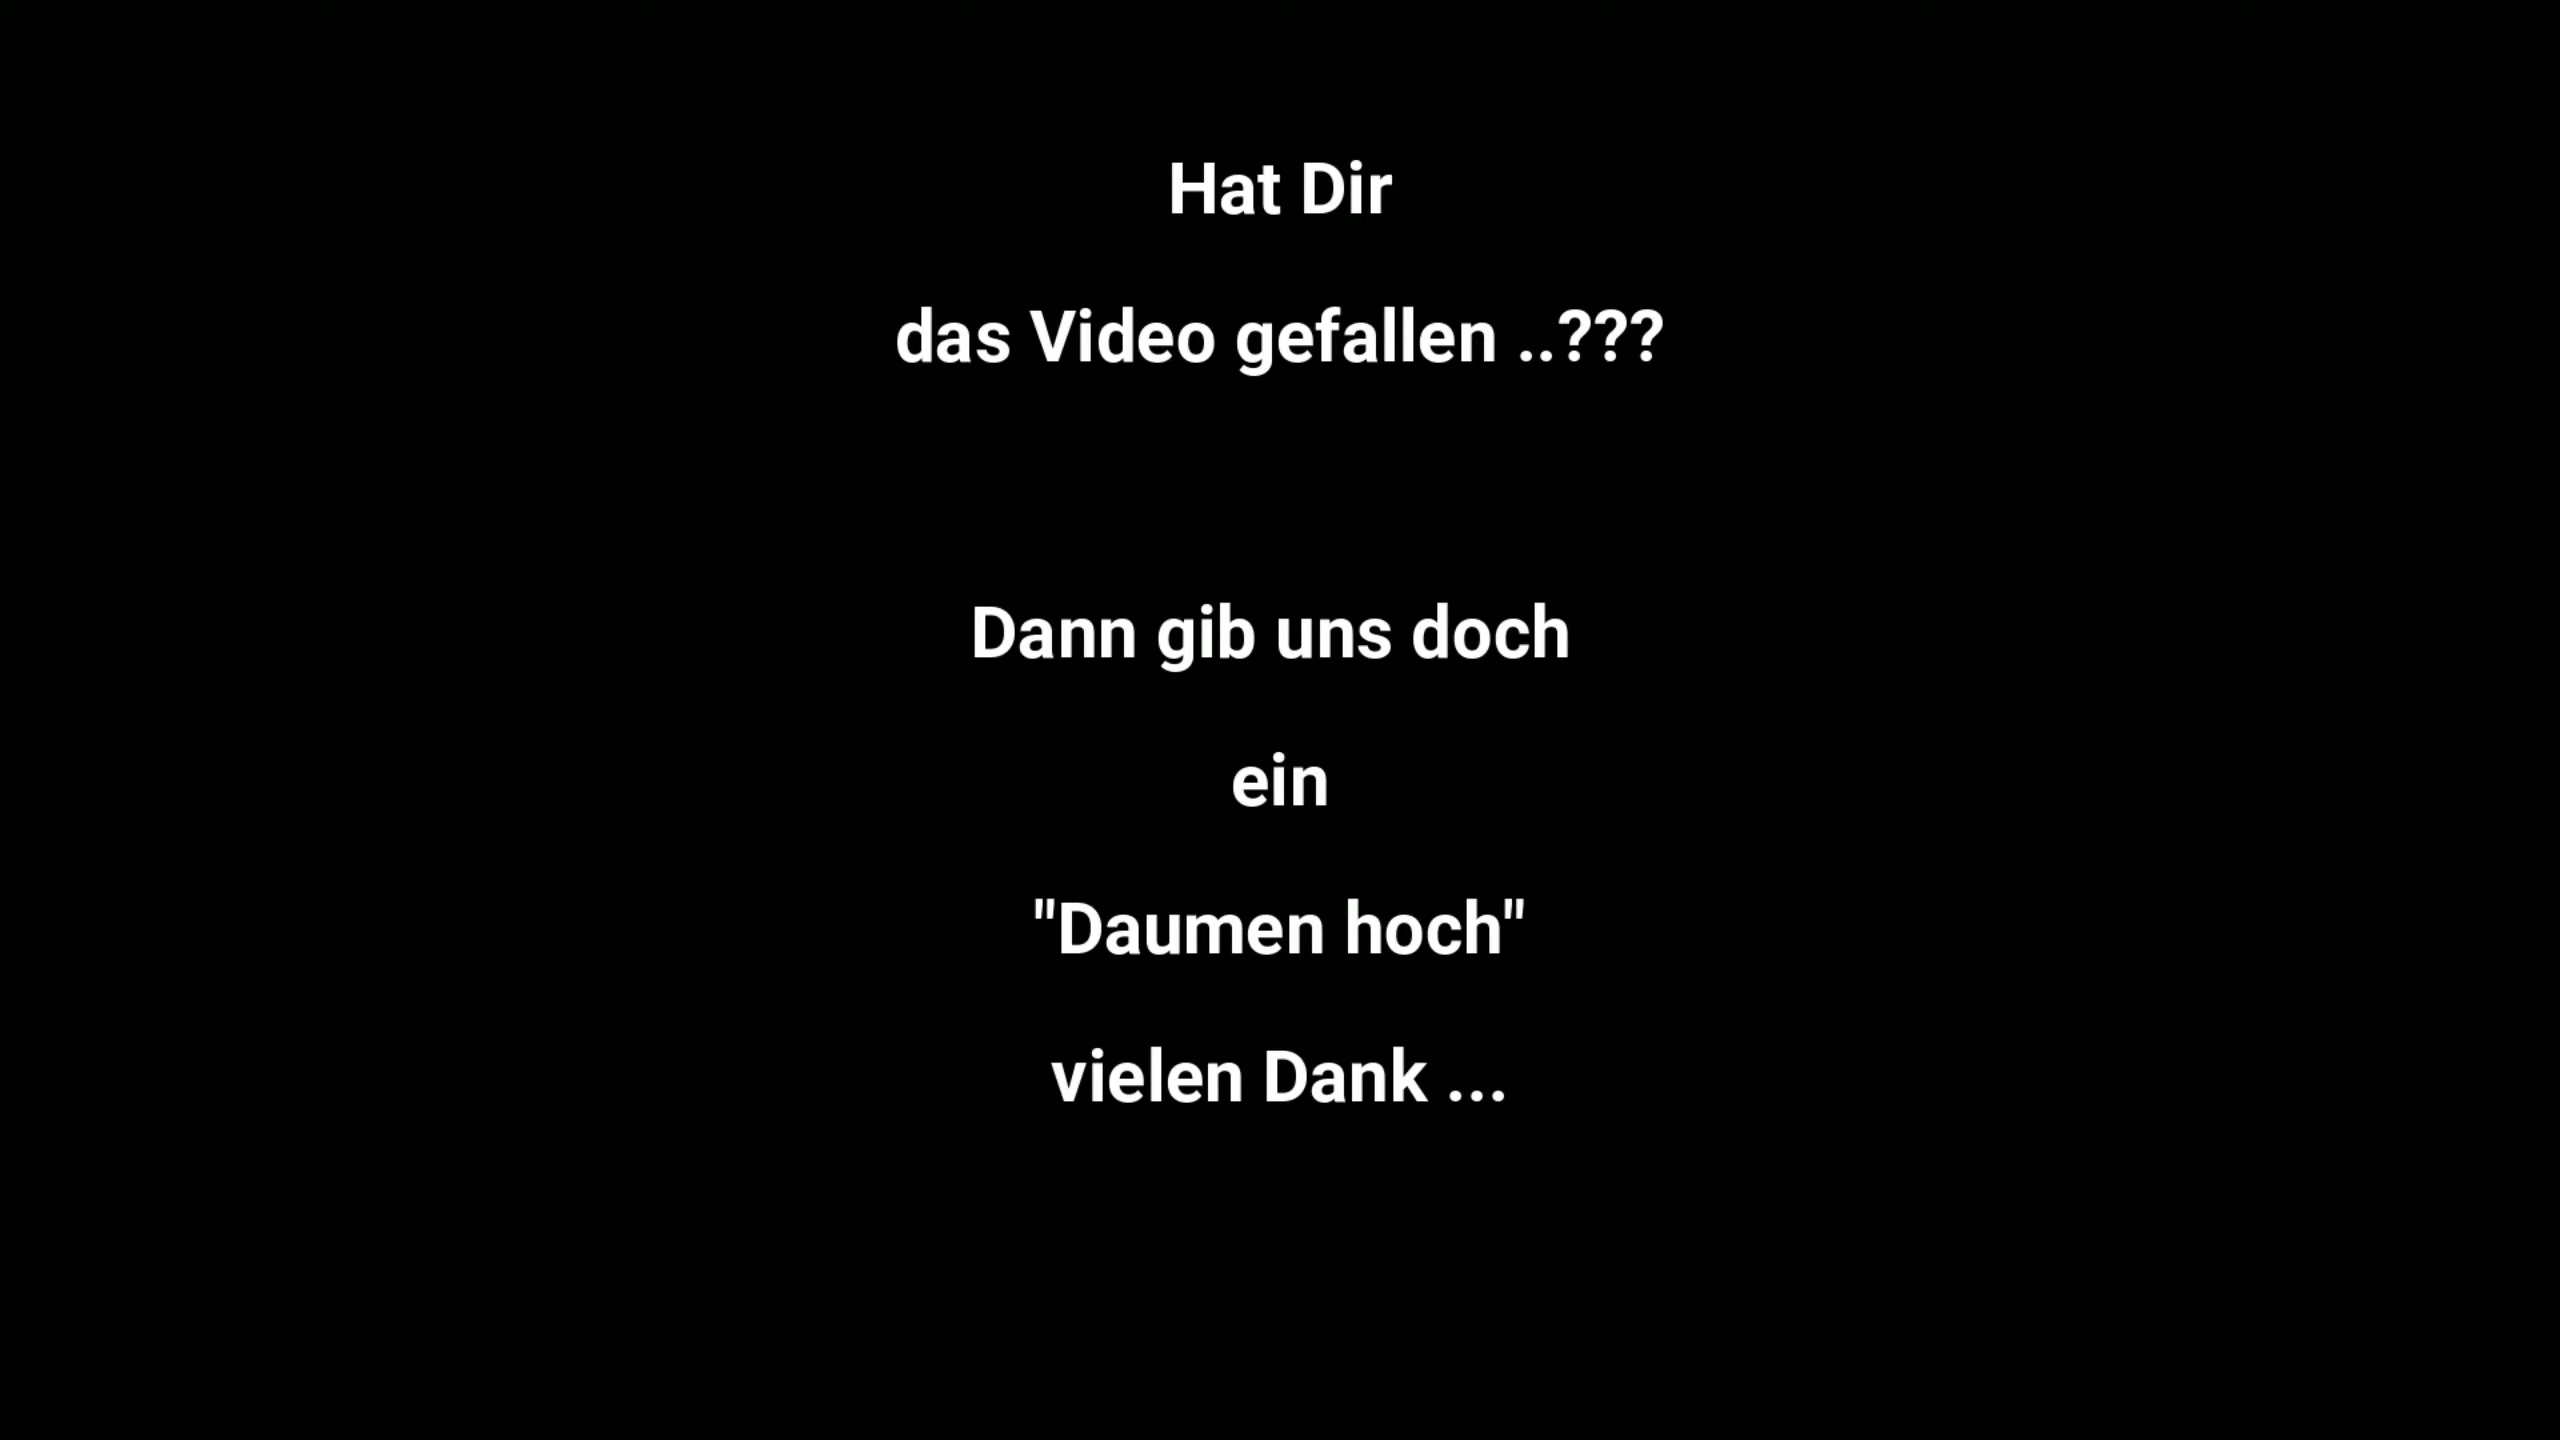 Hat Dir
das Video gefallen ..???
Dann gib uns doch
ein
"Daumen hoch"
vielen Dank ...